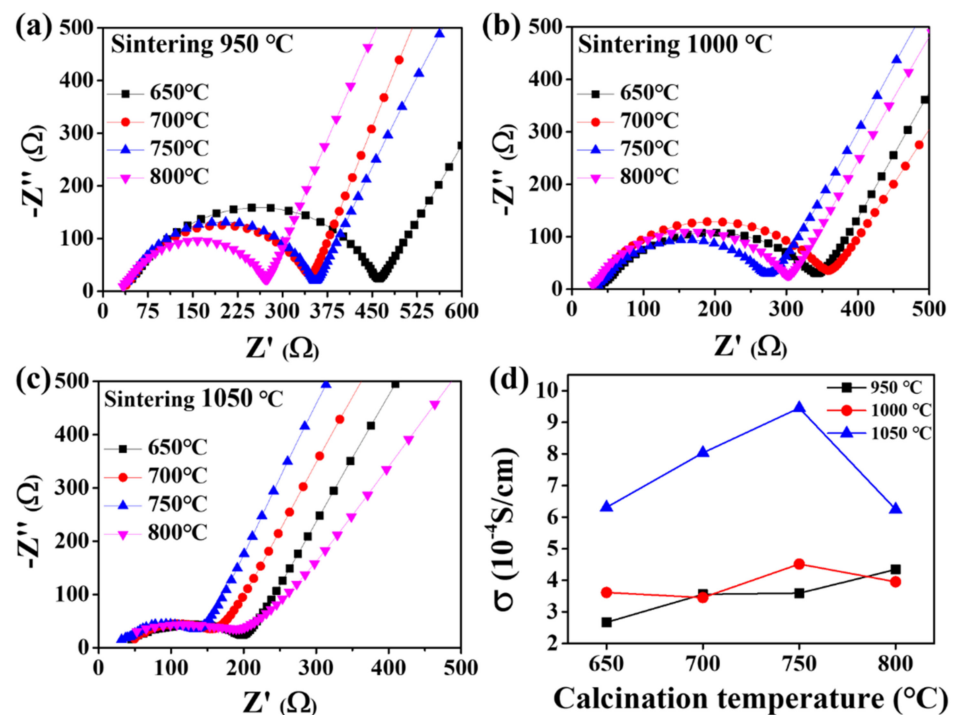 (a)
Sintering 950 °C
650°C
700°C
750°C
800°C
500
400
300
200
100
0
-Z'' (Ω)
0 75 150 225 300 375 450 525 600
Z' (Ω)
(b)
Sintering 1000 °C
650°C
700°C
750°C
800°C
500
400
300
200
100
0
-Z'' (Ω)
0 100 200 300 400 500
Z' (Ω)
(c)
Sintering 1050 °C
650°C
700°C
750°C
800°C
500
400
300
200
100
0
-Z'' (Ω)
0 100 200 300 400 500
Z' (Ω)
(d)
950 °C
1000 °C
1050 °C
10
9
8
7
6
5
4
3
2
σ (10⁻⁴S/cm)
650 700 750 800
Calcination temperature (°C)